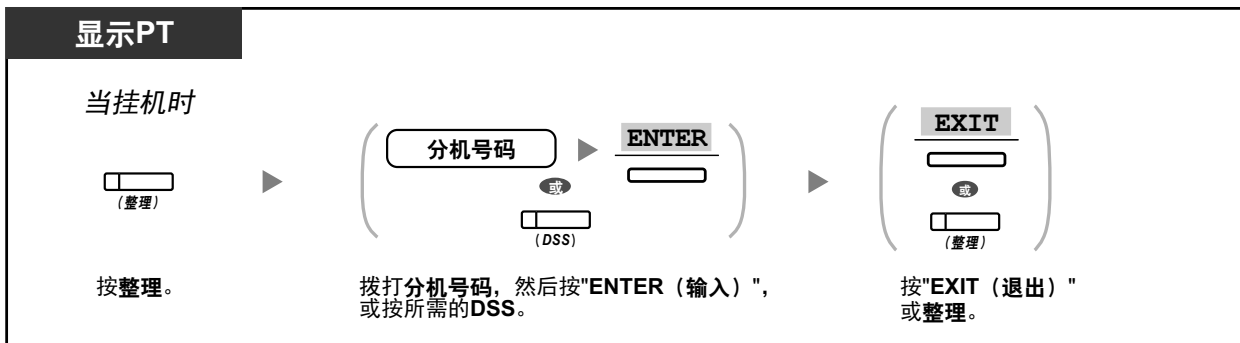 显示PT
当挂机时
(整理)
按整理。
分机号码
ENTER
或
(DSS)
拨打分机号码，然后按"ENTER（输入）",
或按所需的DSS。
EXIT
或
(整理)
按"EXIT（退出）"
或整理。